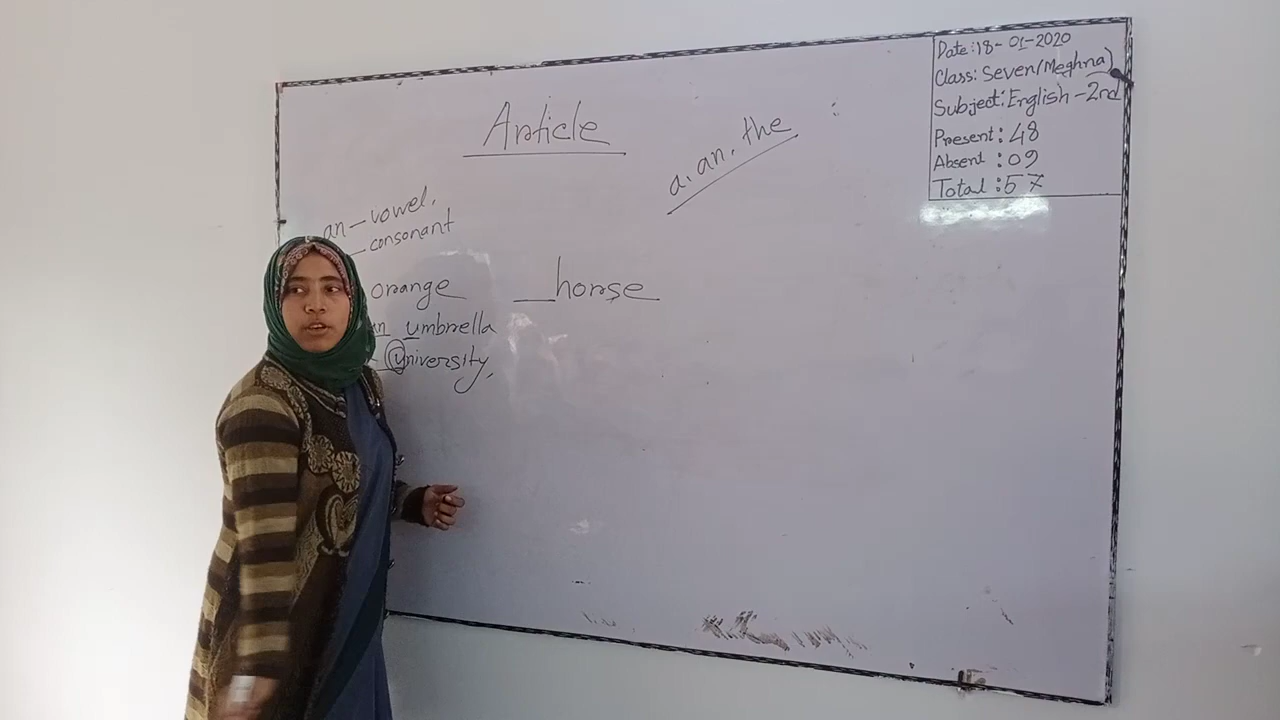 Article
a, an, the
Date: 18-01-2020
Class: Seven (Meghna)
Subject: English - 2nd
Present: 48
Absent: 09
Total: 57
an – vowel,
– consonant
orange __horse
an umbrella
university,